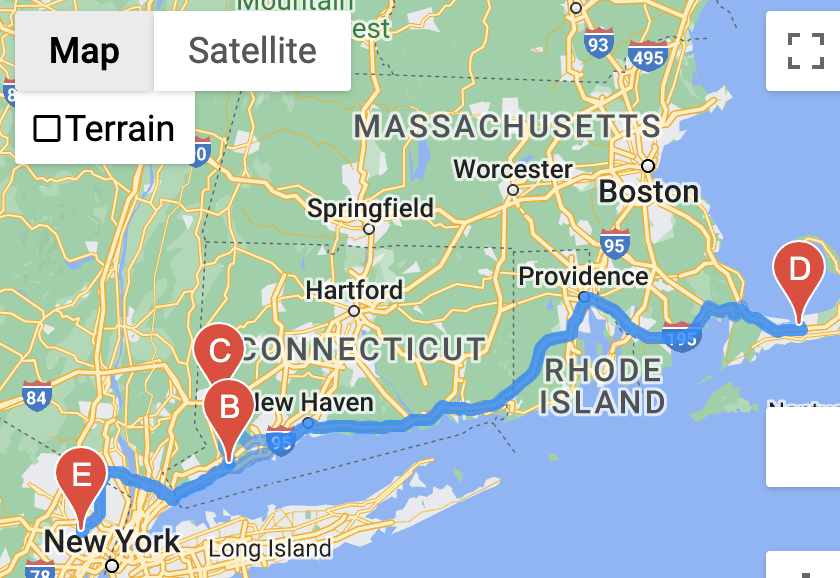 Mountain
est
Map
Satellite
Terrain
93
495
MASSACHUSETTS
Worcester
Boston
Springfield
95
D
Providence
Hartford
195
C
CONNECTICUT
RHODE
ISLAND
84
B
New Haven
95
E
New York
Long Island
78